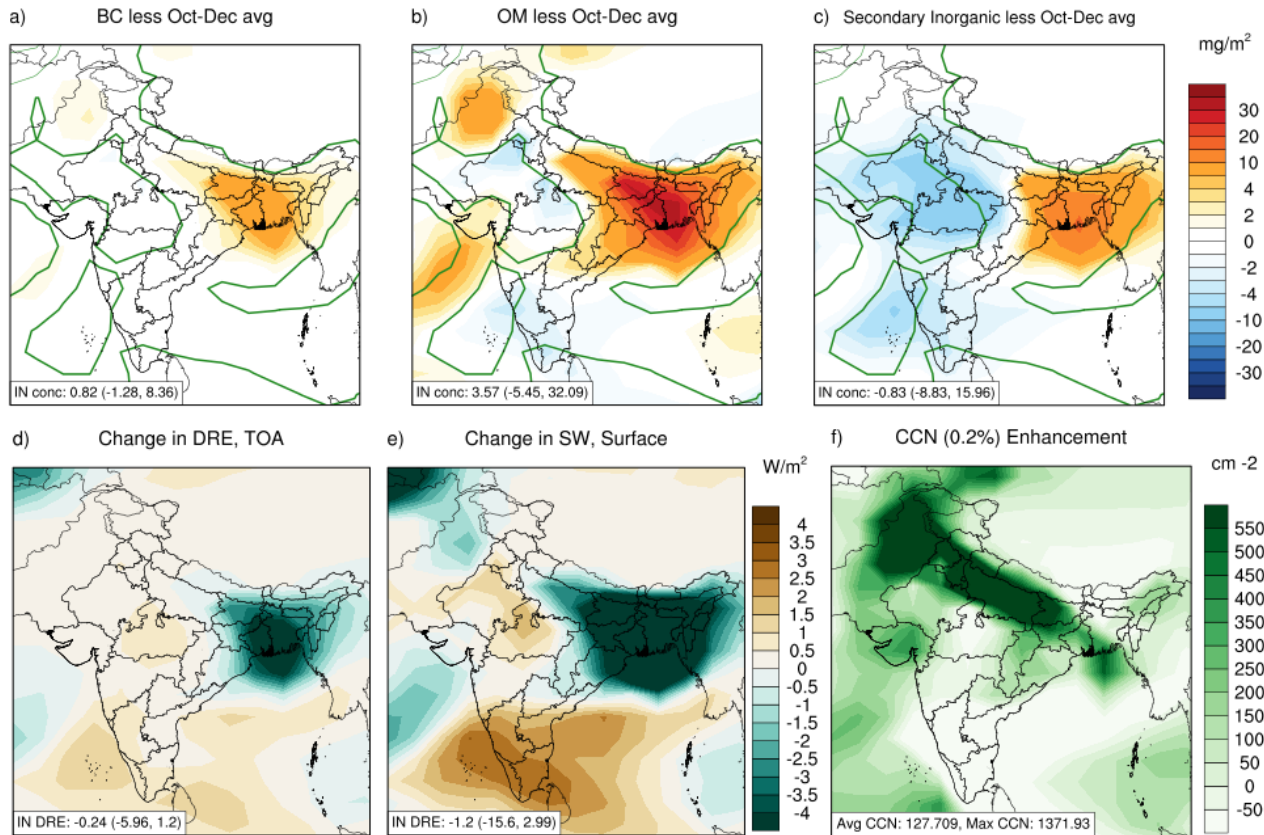 a) BC less Oct-Dec avg
b) OM less Oct-Dec avg
c) Secondary Inorganic less Oct-Dec avg
mg/m²
30
20
10
4
2
0
-2
-4
-10
-20
-30
IN conc: 0.82 (-1.28, 8.36)
IN conc: 3.57 (-5.45, 32.09)
IN conc: -0.83 (-8.83, 15.96)
d) Change in DRE, TOA
e) Change in SW, Surface
W/m²
4
3.5
3
2.5
2
1.5
1
0.5
0
-0.5
-1
-1.5
-2
-2.5
-3
-3.5
-4
f) CCN (0.2%) Enhancement
cm -2
550
500
450
400
350
300
250
200
150
100
50
0
-50
IN DRE: -0.24 (-5.96, 1.2)
IN DRE: -1.2 (-15.6, 2.99)
Avg CCN: 127.709, Max CCN: 1371.93